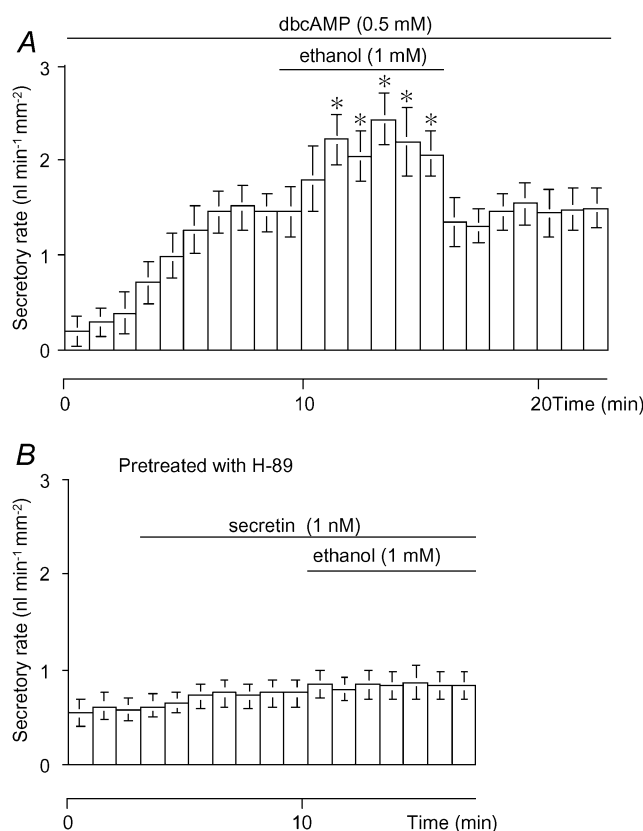 dbcAMP (0.5 mM)
A
ethanol (1 mM)
3
2
1
0
Secretory rate (nl min-1 mm-2)
* * * * *
0 10 20Time (min)
B
Pretreated with H-89
3
secretin (1 nM)
ethanol (1 mM)
2
1
0
Secretory rate (nl min-1 mm-2)
0 10 Time (min)